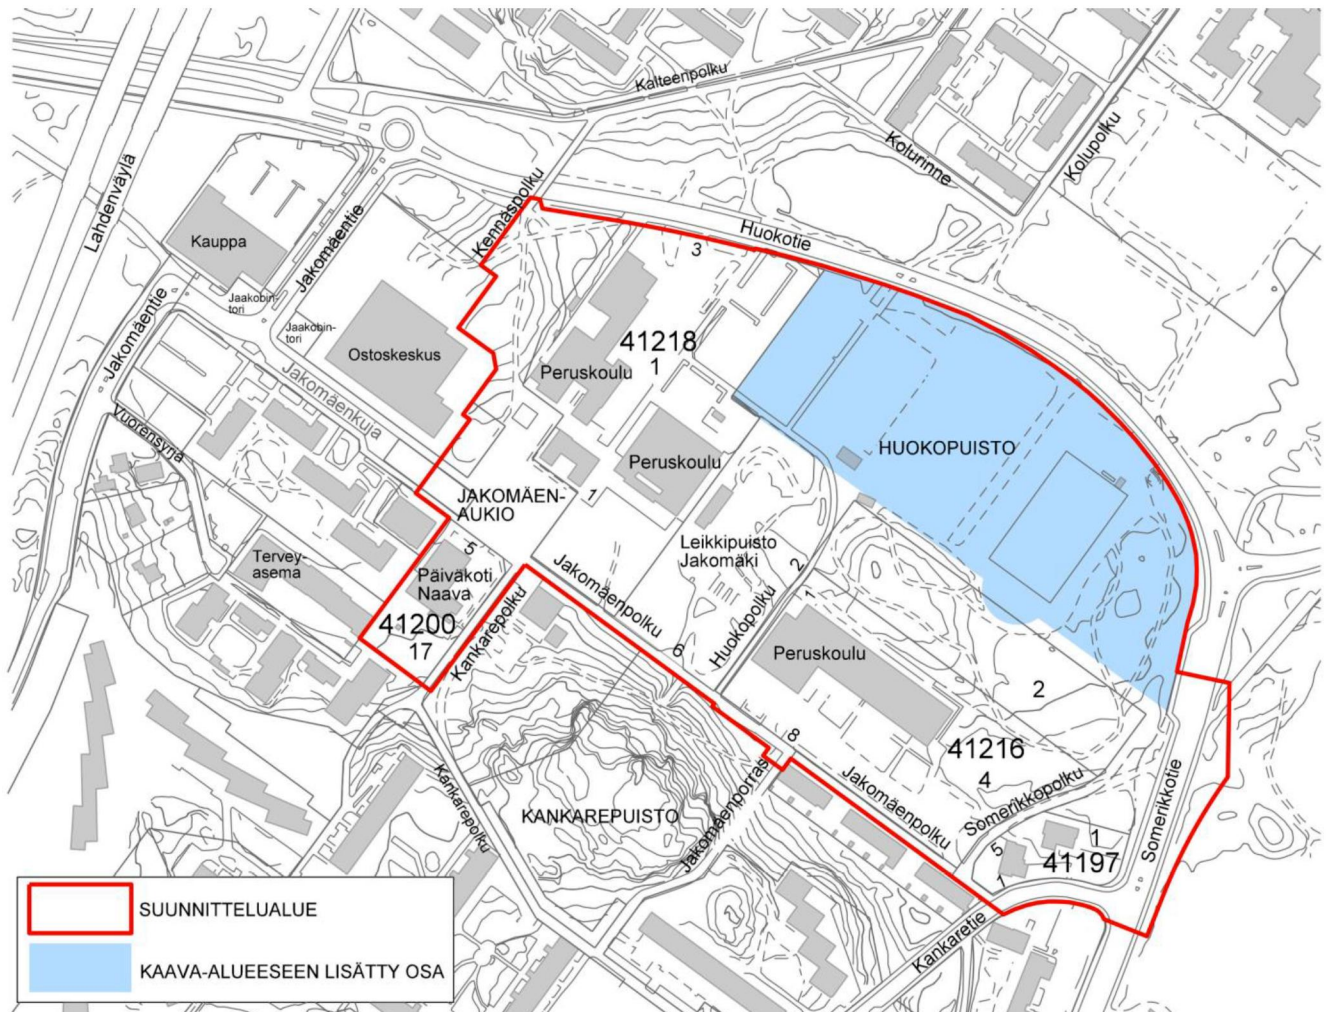 Kalteenpolku
Kolurinne
Kolupolku
Lahdenväylä
Kennäspolku
Huokotie
Kauppa
Jakomäentie
3
Jaakobin-
tori
Jaakobin-
tori
Jakomäentie
Ostoskeskus
41218
1
Peruskoulu
Jakomäenkuja
Vuorensyrjä
HUOKOPUISTO
Peruskoulu
1
JAKOMÄEN-
AUKIO
5
Leikkipuisto
Jakomäki
Tervey-
asema
Päiväkoti
Naava
Jakomäenpolku
2
1
41200
17
Kankarepolku
6
Huokopolku
Peruskoulu
2
8
41216
4
Jakomäenpolku
Somerikkopolku
Somerikkotie
Kankarepolku
KANKAREPUISTO
Jakomäenporras
5
1
41197
1
Kankaretie
SUUNNITTELUALUE
KAAVA-ALUEESEEN LISÄTTY OSA